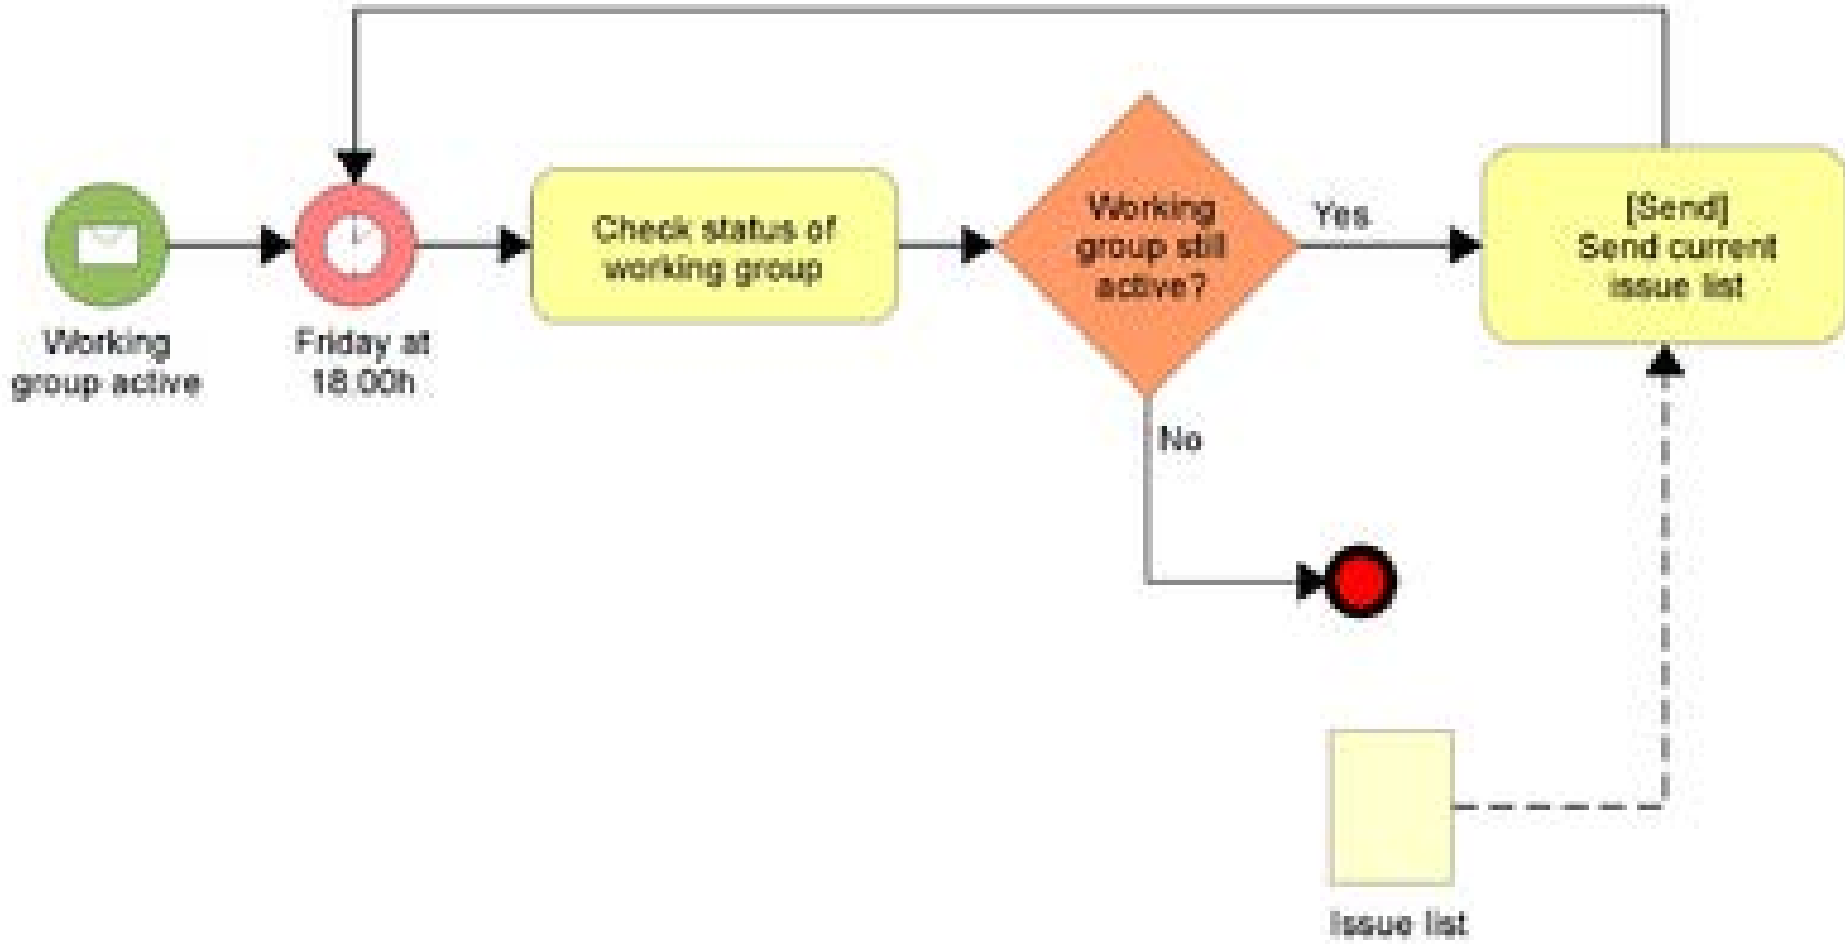 Working
group active
Friday at
18.00h
Check status of
working group
Working
group still
active?
Yes
No
[Send]
Send current
issue list
Issue list